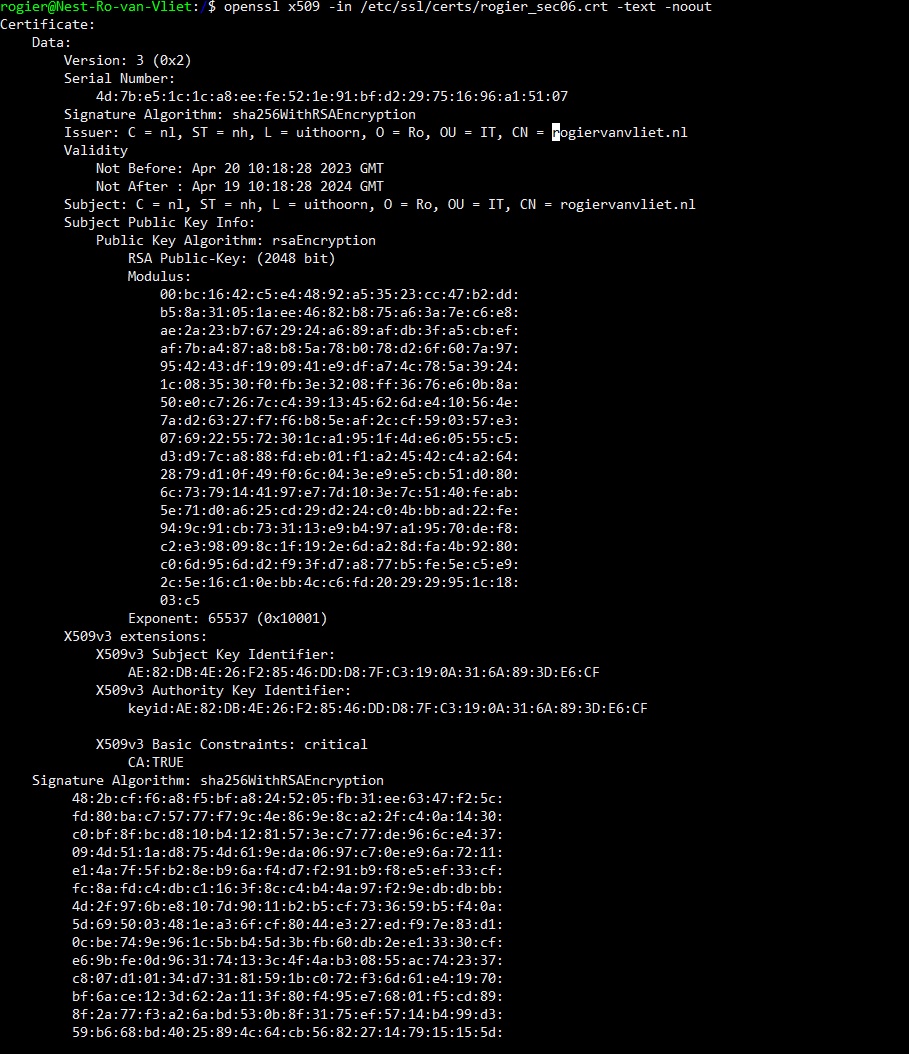 rogier@Nest-Ro-van-Vliet:/$ openssl x509 -in /etc/ssl/certs/rogier_sec06.crt -text -noout
Certificate:
    Data:
        Version: 3 (0x2)
        Serial Number:
            4d:7b:e5:1c:1c:a8:ee:fe:52:1e:91:bf:d2:29:75:16:96:a1:51:07
        Signature Algorithm: sha256WithRSAEncryption
        Issuer: C = nl, ST = nh, L = uithoorn, O = Ro, OU = IT, CN = rogiervanvliet.nl
        Validity
            Not Before: Apr 20 10:18:28 2023 GMT
            Not After : Apr 19 10:18:28 2024 GMT
        Subject: C = nl, ST = nh, L = uithoorn, O = Ro, OU = IT, CN = rogiervanvliet.nl
        Subject Public Key Info:
            Public Key Algorithm: rsaEncryption
                RSA Public-Key: (2048 bit)
                Modulus:
                    00:bc:16:42:c5:e4:48:92:a5:35:23:cc:47:b2:dd:
                    b5:8a:31:05:1a:ee:46:82:b8:75:a6:3a:7e:c6:e8:
                    ae:2a:23:b7:67:29:24:a6:89:af:db:3f:a5:cb:ef:
                    af:7b:a4:87:a8:b8:5a:78:b0:78:d2:6f:60:7a:97:
                    95:42:43:df:19:09:41:e9:df:a7:4c:78:5a:39:24:
                    1c:08:35:30:f0:fb:3e:32:08:ff:36:76:e6:0b:8a:
                    50:e0:c7:26:7c:c4:39:13:45:62:6d:e4:10:56:4e:
                    7a:d2:63:27:f7:f6:b8:5e:af:2c:cf:59:03:57:e3:
                    07:69:22:55:72:30:1c:a1:95:1f:4d:e6:05:55:c5:
                    d3:d9:7c:a8:88:fd:eb:01:f1:a2:45:42:c4:a2:64:
                    28:79:d1:0f:49:f0:6c:04:3e:e9:e5:cb:51:d0:80:
                    6c:73:79:14:41:97:e7:7d:10:3e:7c:51:40:fe:ab:
                    5e:71:d0:a6:25:cd:29:d2:24:c0:4b:bb:ad:22:fe:
                    94:9c:91:cb:73:31:13:e9:b4:97:a1:95:70:de:f8:
                    c2:e3:98:09:8c:1f:19:2e:6d:a2:8d:fa:4b:92:80:
                    c0:6d:95:6d:d2:f9:3f:d7:a8:77:b5:fe:5e:c5:e9:
                    2c:5e:16:c1:0e:bb:4c:c6:fd:20:29:29:95:1c:18:
                    03:c5
                Exponent: 65537 (0x10001)
        X509v3 extensions:
            X509v3 Subject Key Identifier:
                AE:82:DB:4E:26:F2:85:46:DD:D8:7F:C3:19:0A:31:6A:89:3D:E6:CF
            X509v3 Authority Key Identifier:
                keyid:AE:82:DB:4E:26:F2:85:46:DD:D8:7F:C3:19:0A:31:6A:89:3D:E6:CF

            X509v3 Basic Constraints: critical
                CA:TRUE
    Signature Algorithm: sha256WithRSAEncryption
         48:2b:cf:f6:a8:f5:bf:a8:24:52:05:fb:31:ee:63:47:f2:5c:
         fd:80:ba:c7:57:77:f7:9c:4e:86:9e:8c:a2:2f:c4:0a:14:30:
         c0:bf:8f:bc:d8:10:b4:12:81:57:3e:c7:77:de:96:6c:e4:37:
         09:4d:51:1a:d8:75:4d:61:9e:da:06:97:c7:0e:e9:6a:72:11:
         e1:4a:7f:5f:b2:8e:b9:6a:f4:d7:f2:91:b9:f8:e5:ef:33:cf:
         fc:8a:fd:c4:db:c1:16:3f:8c:c4:b4:4a:97:f2:9e:db:db:bb:
         4d:2f:97:6b:e8:10:7d:90:11:b2:b5:cf:73:36:59:b5:f4:0a:
         5d:69:50:03:48:1e:a3:6f:cf:80:44:e3:27:ed:f9:7e:83:d1:
         0c:be:74:9e:96:1c:5b:b4:5d:3b:fb:60:db:2e:e1:33:30:cf:
         e6:9b:fe:0d:96:31:74:13:3c:4f:4a:b3:08:55:ac:74:23:37:
         c8:07:d1:01:34:d7:31:81:59:1b:c0:72:f3:6d:61:e4:19:70:
         bf:6a:ce:12:3d:62:2a:11:3f:80:f4:95:e7:68:01:f5:cd:89:
         8f:2a:77:f3:a2:6a:bd:53:0b:8f:31:75:ef:57:14:b4:99:d3:
         59:b6:68:bd:40:25:89:4c:64:cb:56:82:27:14:79:15:15:5d: